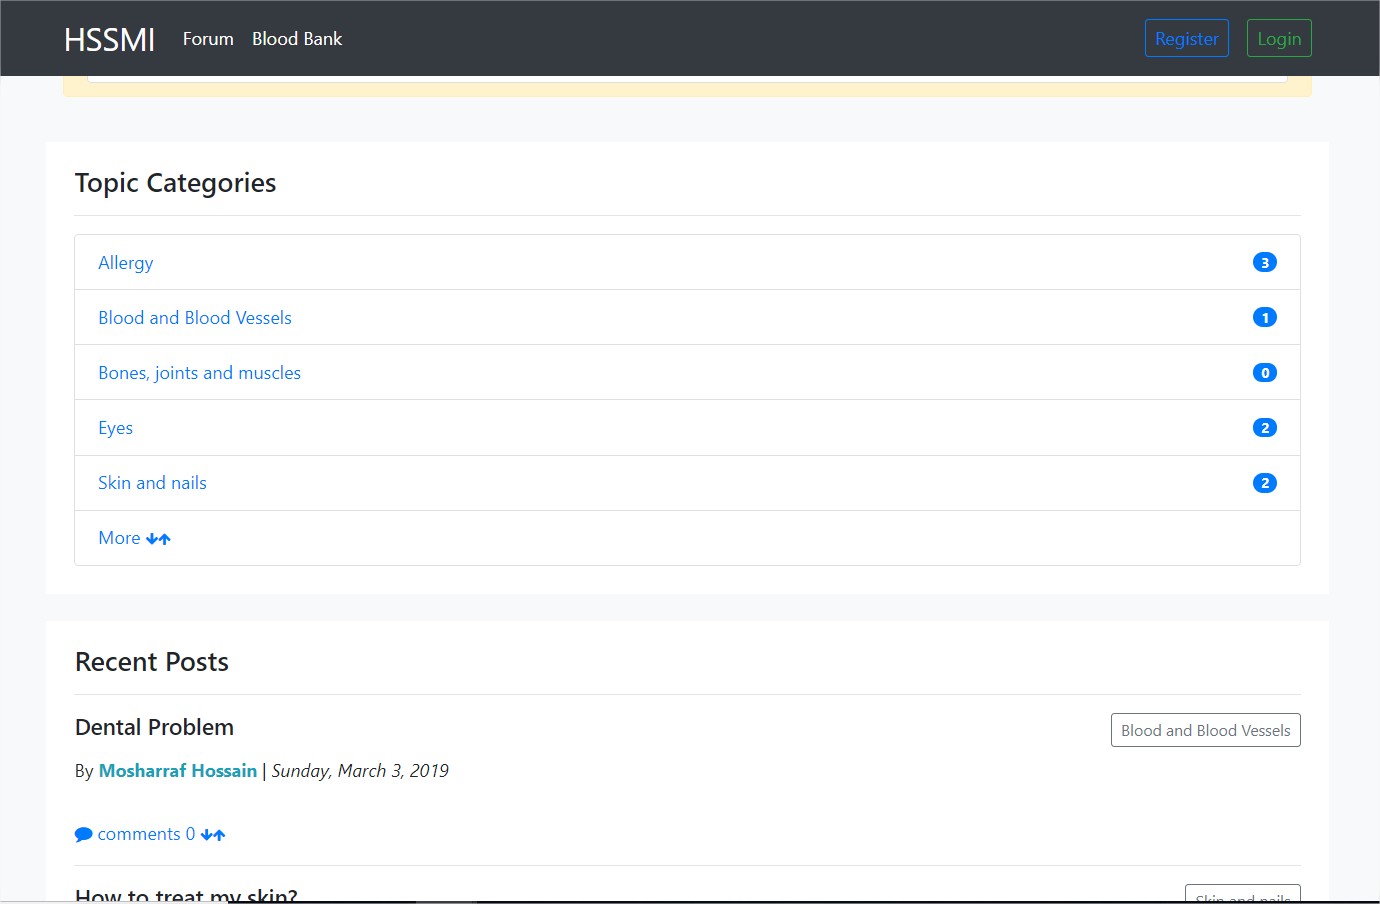 HSSMI Forum Blood Bank Register Login
Topic Categories
Allergy 3
Blood and Blood Vessels 1
Bones, joints and muscles 0
Eyes 2
Skin and nails 2
More
Recent Posts
Dental Problem Blood and Blood Vessels
By Mosharraf Hossain | Sunday, March 3, 2019
comments 0
How to treat my skin? Skin and nails